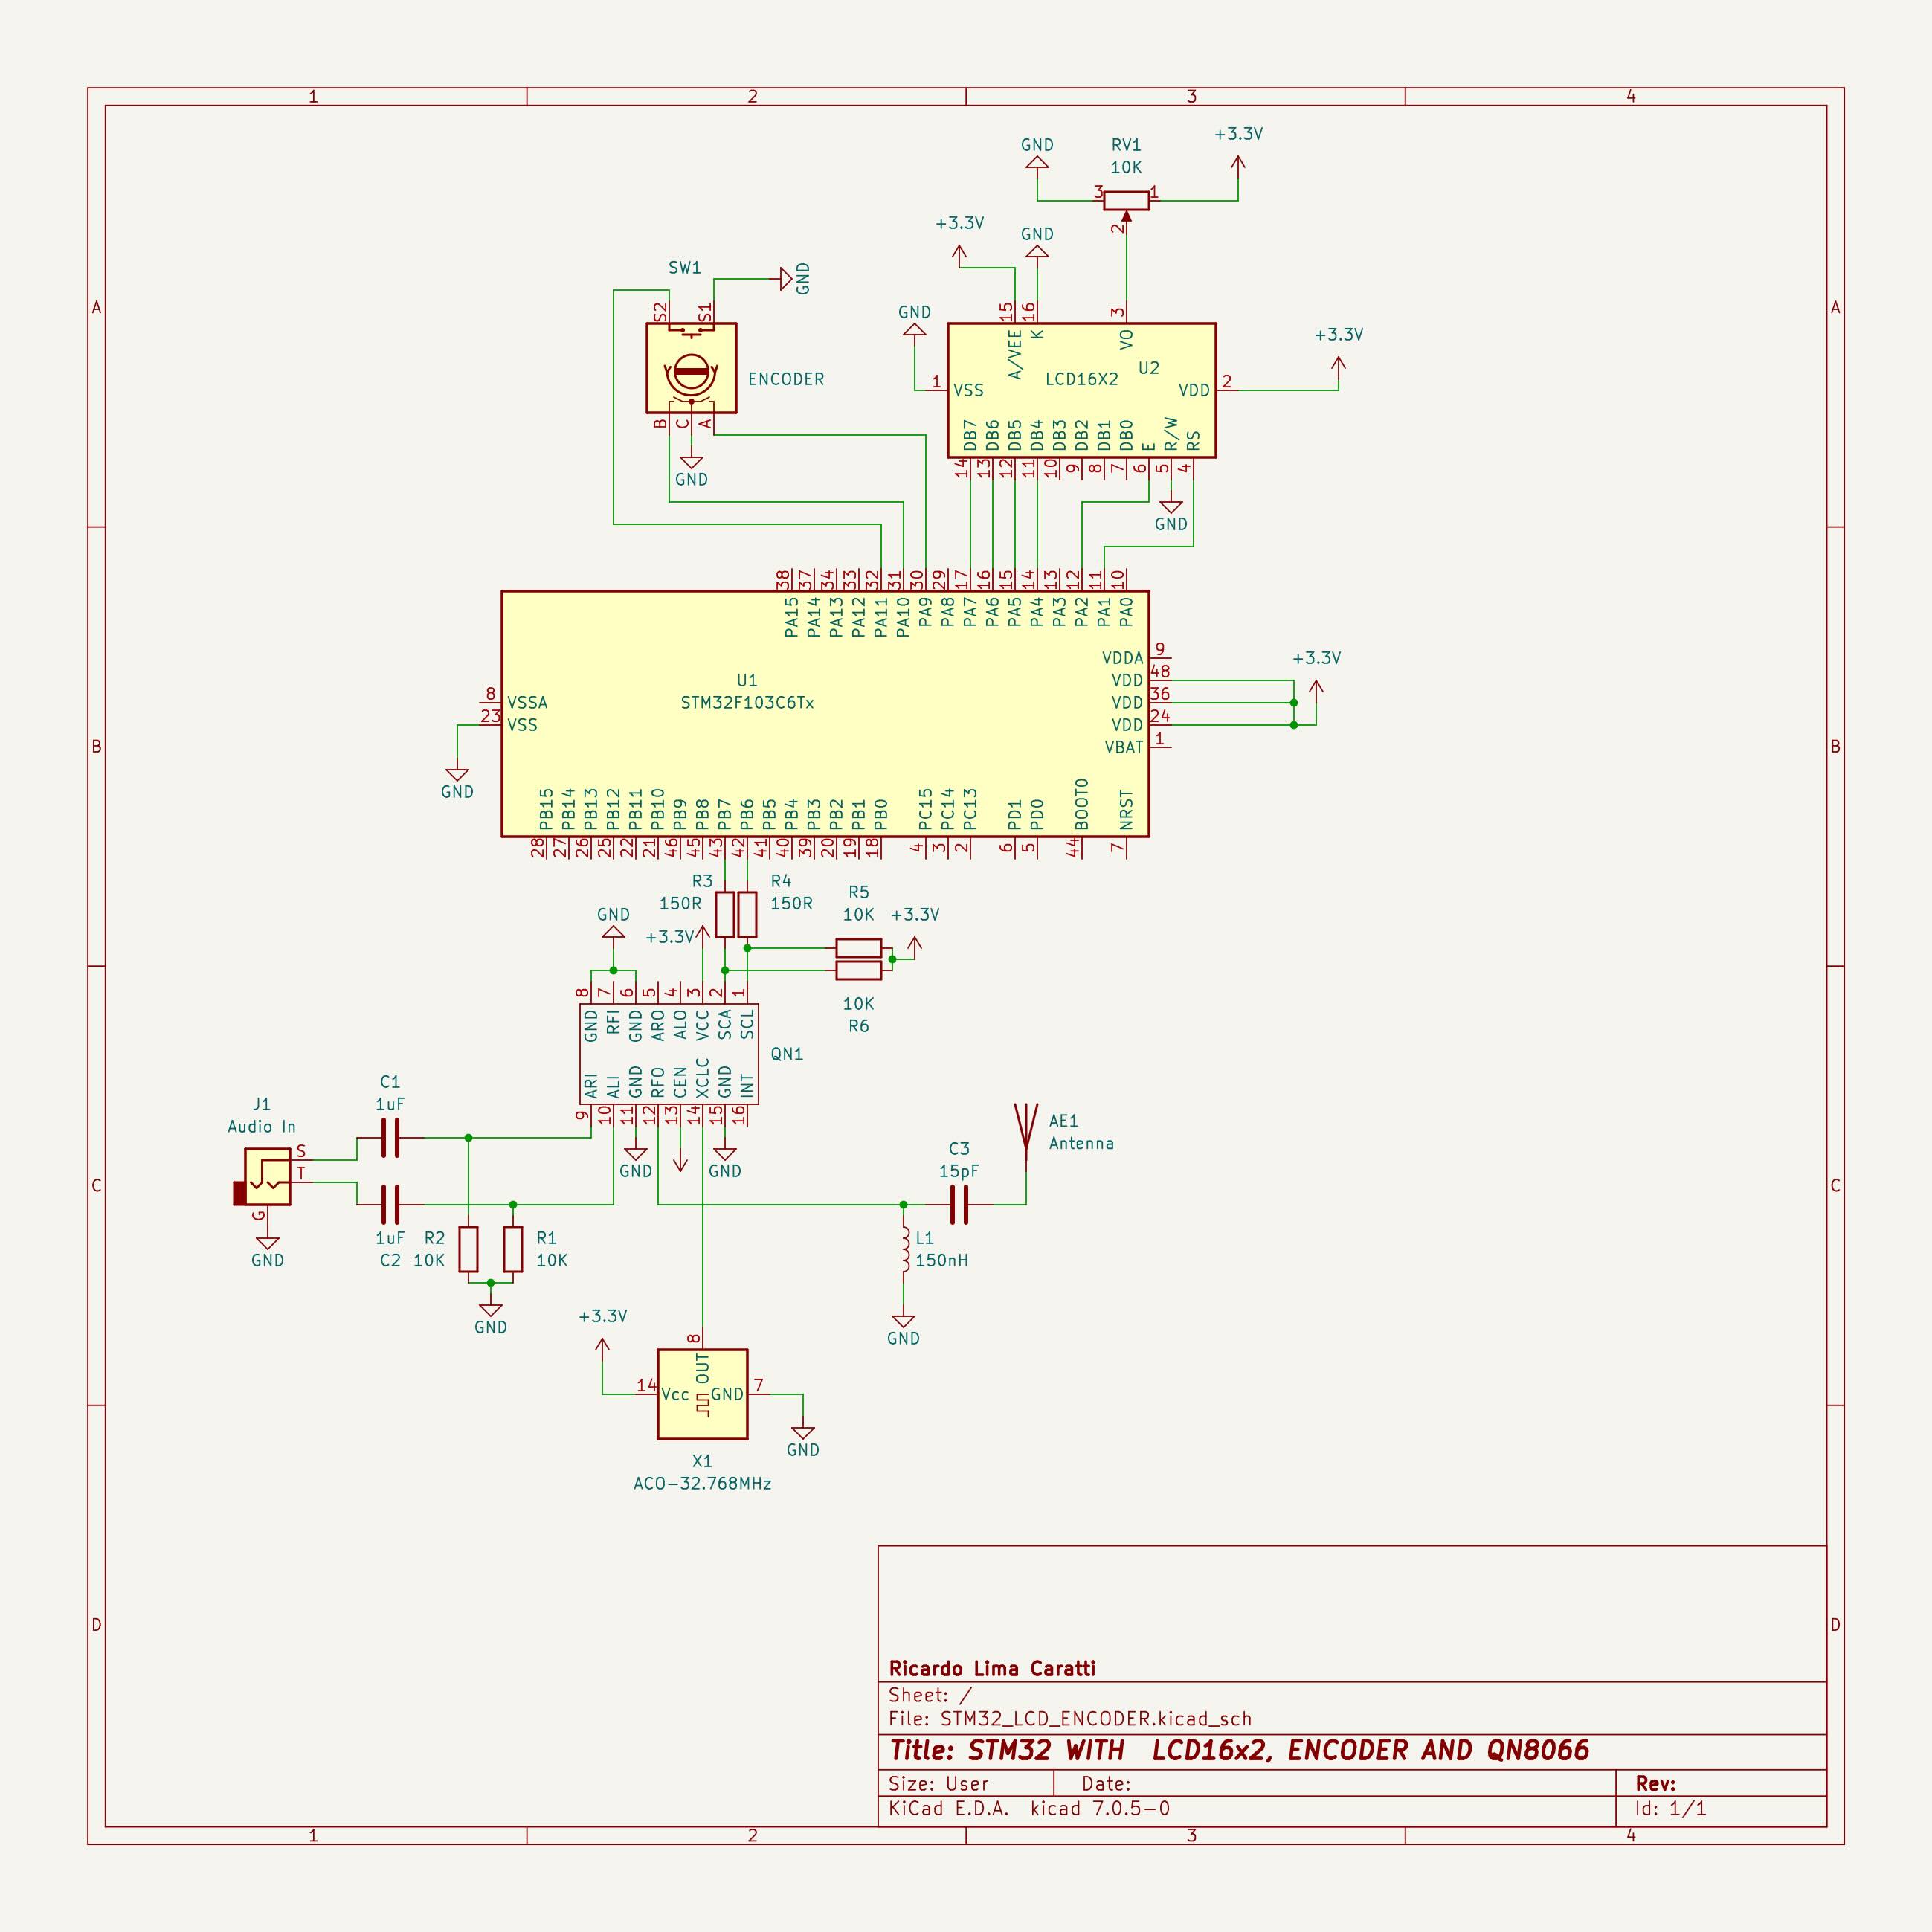 1 2 3 4
A A
B B
C C
D D
GND
RV1
10K
+3.3V
3 1
2
+3.3V
GND
SW1
GND
S2 S1
ENCODER
B C A
GND
GND
15 16 3
A/VEE K VO
U2
LCD16X2
+3.3V
1 VSS
VDD 2
DB7 DB6 DB5 DB4 DB3 DB2 DB1 DB0 E R/W RS
14 13 12 11 10 9 8 7 6 5 4
GND
38 37 34 33 32 31 30 29 17 16 15 14 13 12 11 10
PA15 PA14 PA13 PA12 PA11 PA10 PA9 PA8 PA7 PA6 PA5 PA4 PA3 PA2 PA1 PA0
U1
STM32F103C6Tx
8 VSSA
23 VSS
GND
VDDA 9
VDD 48
VDD 36
VDD 24
VBAT 1
+3.3V
PB15 PB14 PB13 PB12 PB11 PB10 PB9 PB8 PB7 PB6 PB5 PB4 PB3 PB2 PB1 PB0 PC15 PC14 PC13 PD1 PD0 BOOT0 NRST
28 27 26 25 22 21 46 45 43 42 41 40 39 20 19 18 4 3 2 6 5 44 7
R3
150R
R4
150R
R5
10K
+3.3V
GND
+3.3V
10K
R6
8 7 6 5 4 3 2 1
GND RFI GND ARO ALO VCC SCA SCL
QN1
ARI ALI GND RFO CEN XCLC GND INT
9 10 11 12 13 14 15 16
GND
GND
J1
Audio In
S
T
G
GND
C1
1uF
1uF
C2
R2
10K
R1
10K
GND
C3
15pF
AE1
Antenna
L1
150nH
GND
+3.3V
8
OUT
14 Vcc
GND 7
GND
X1
ACO-32.768MHz
Ricardo Lima Caratti
Sheet: /
File: STM32_LCD_ENCODER.kicad_sch
Title: STM32 WITH LCD16x2, ENCODER AND QN8066
Size: User Date: Rev:
KiCad E.D.A. kicad 7.0.5-0 Id: 1/1
1 2 3 4